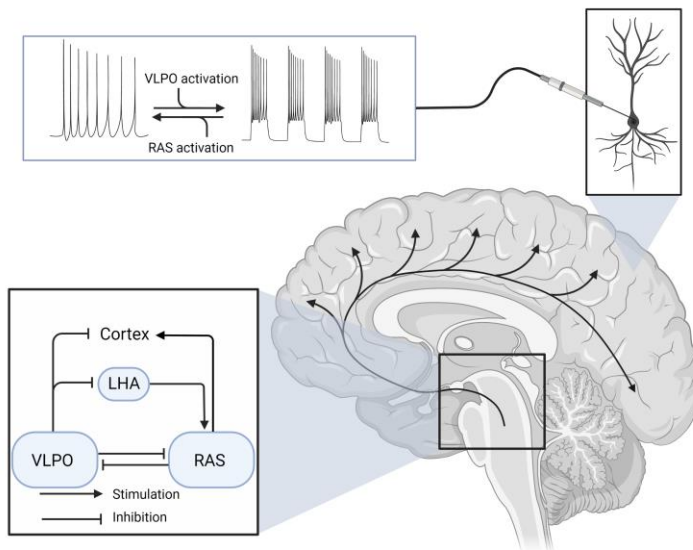 VLPO activation
RAS activation
Cortex
LHA
VLPO
RAS
Stimulation
Inhibition